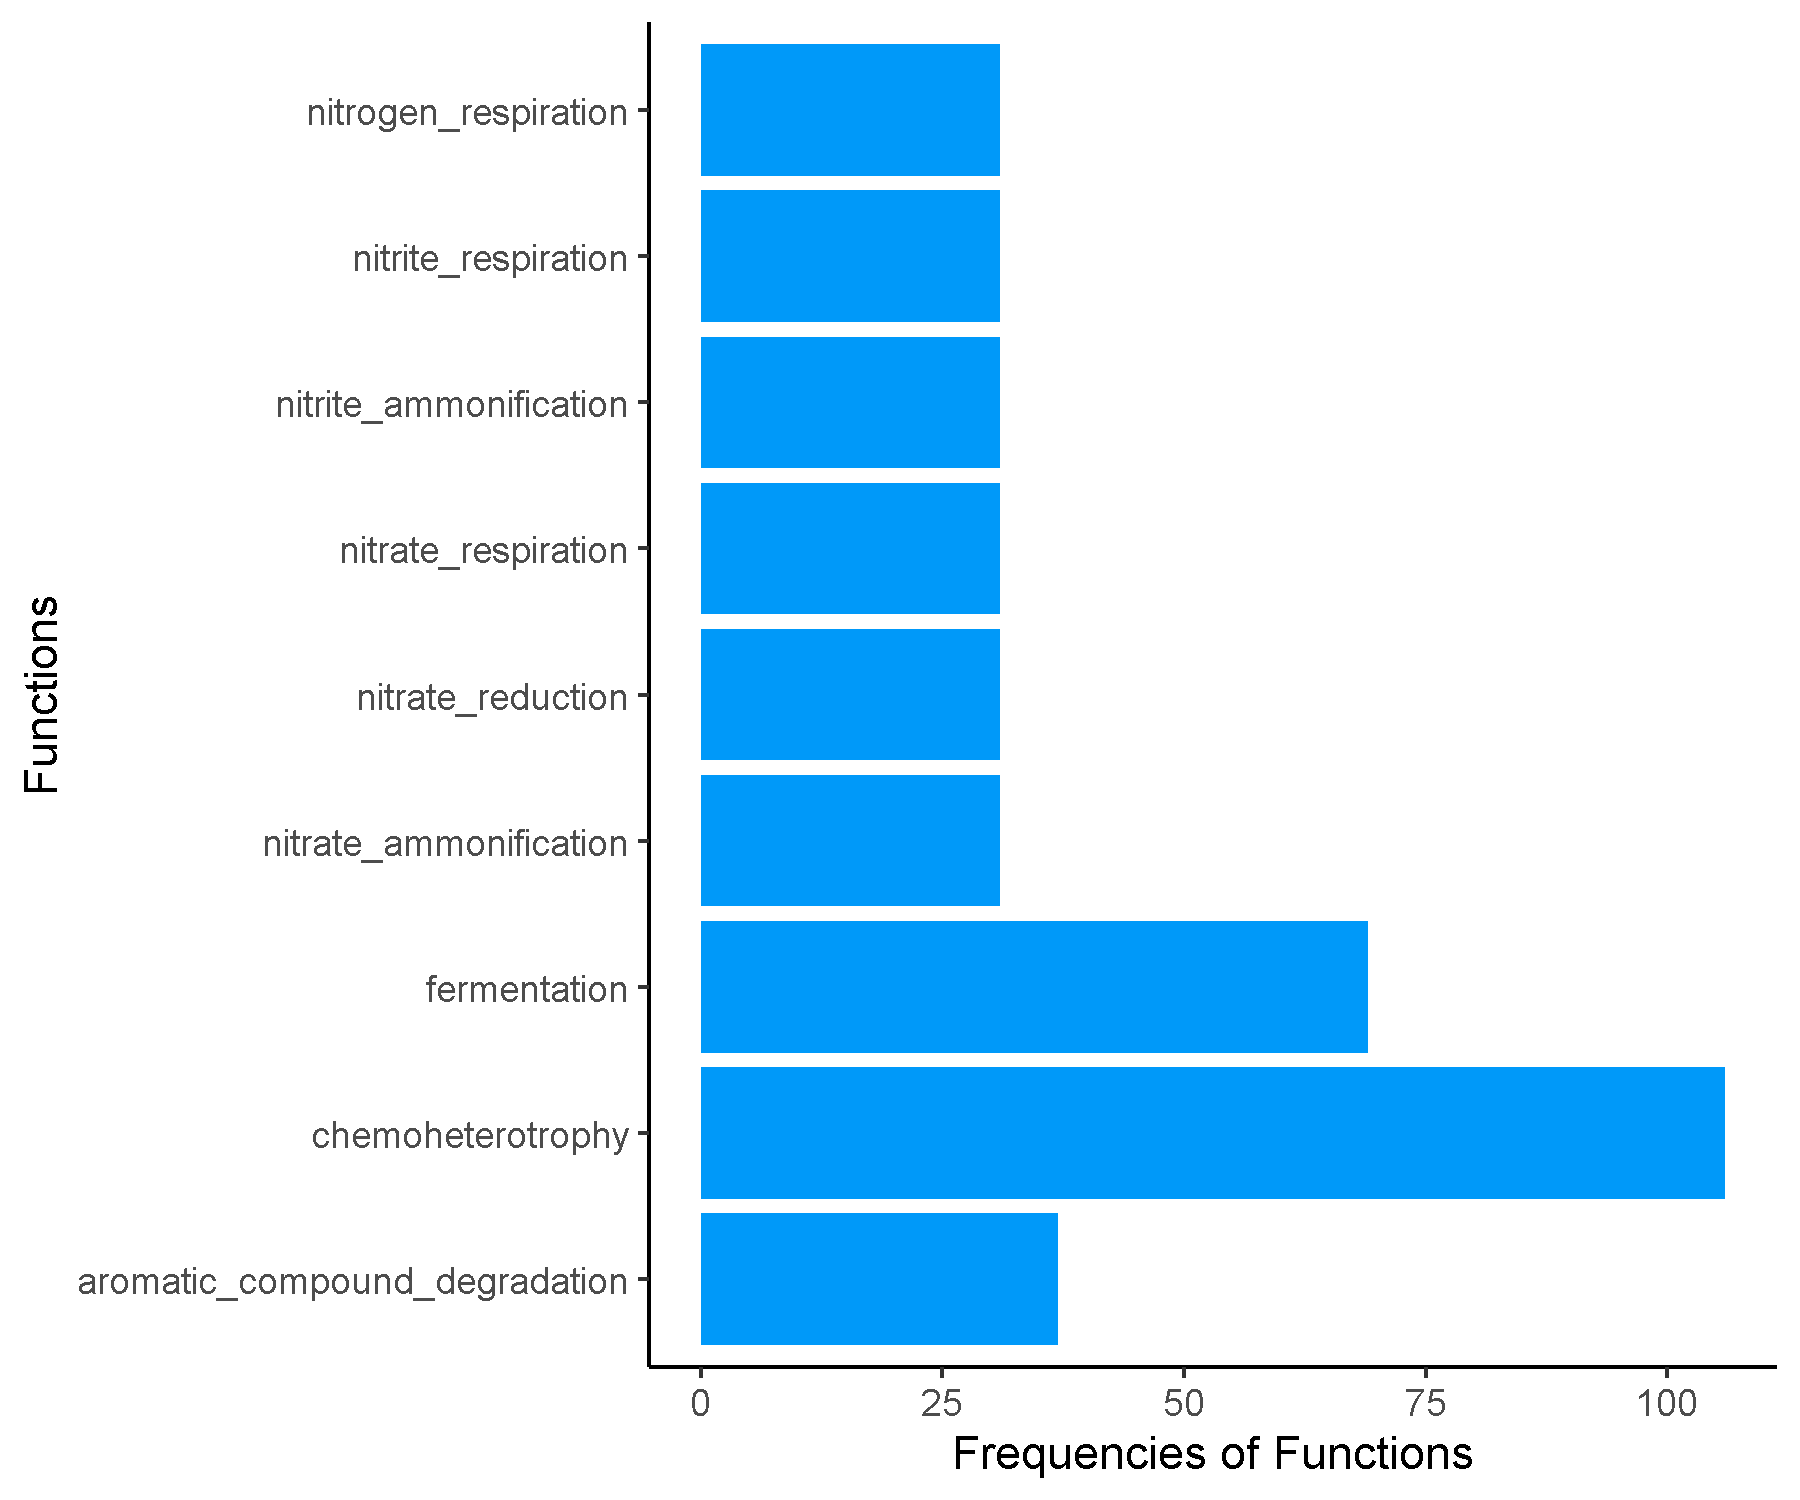 nitrogen_respiration
nitrite_respiration
nitrite_ammonification
nitrate_respiration
nitrate_reduction
nitrate_ammonification
fermentation
chemoheterotrophy
aromatic_compound_degradation
Functions
0 25 50 75 100
Frequencies of Functions